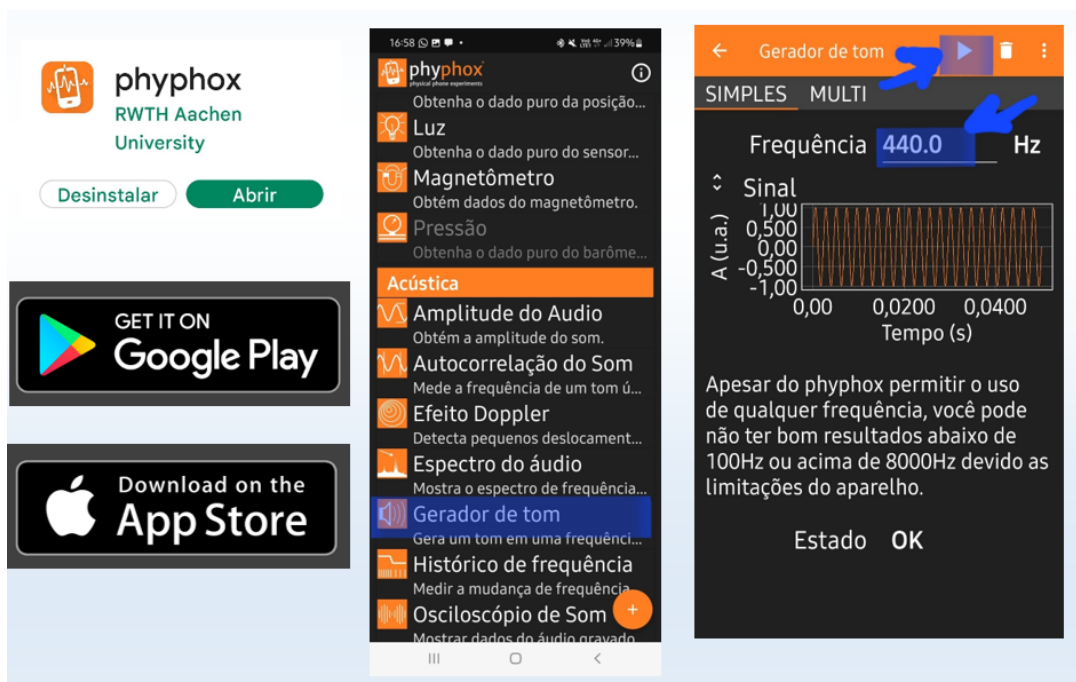 phyphox
RWTH Aachen
University
Desinstalar
Abrir
GET IT ON
Google Play
Download on the
App Store
16:58
39%
phyphox
physical phone experiments
Obtenha o dado puro da posição...
Luz
Obtenha o dado puro do sensor...
Magnetômetro
Obtém dados do magnetômetro.
Pressão
Obtenha o dado puro do barôme...
Acústica
Amplitude do Audio
Obtém a amplitude do som.
Autocorrelação do Som
Mede a frequência de um tom ú...
Efeito Doppler
Detecta pequenos deslocament...
Espectro do áudio
Mostra o espectro de frequência...
Gerador de tom
Gera um tom em uma frequênci...
Histórico de frequência
Medir a mudança de frequência
Osciloscópio de Som
+
Mostrar dados do áudio gravado
Gerador de tom
SIMPLES MULTI
Frequência 440.0 Hz
Sinal
A (u.a.)
1,00
0,500
0,00
-0,500
-1,00
0,00 0,0200 0,0400
Tempo (s)
Apesar do phyphox permitir o uso
de qualquer frequência, você pode
não ter bom resultados abaixo de
100Hz ou acima de 8000Hz devido as
limitações do aparelho.
Estado OK